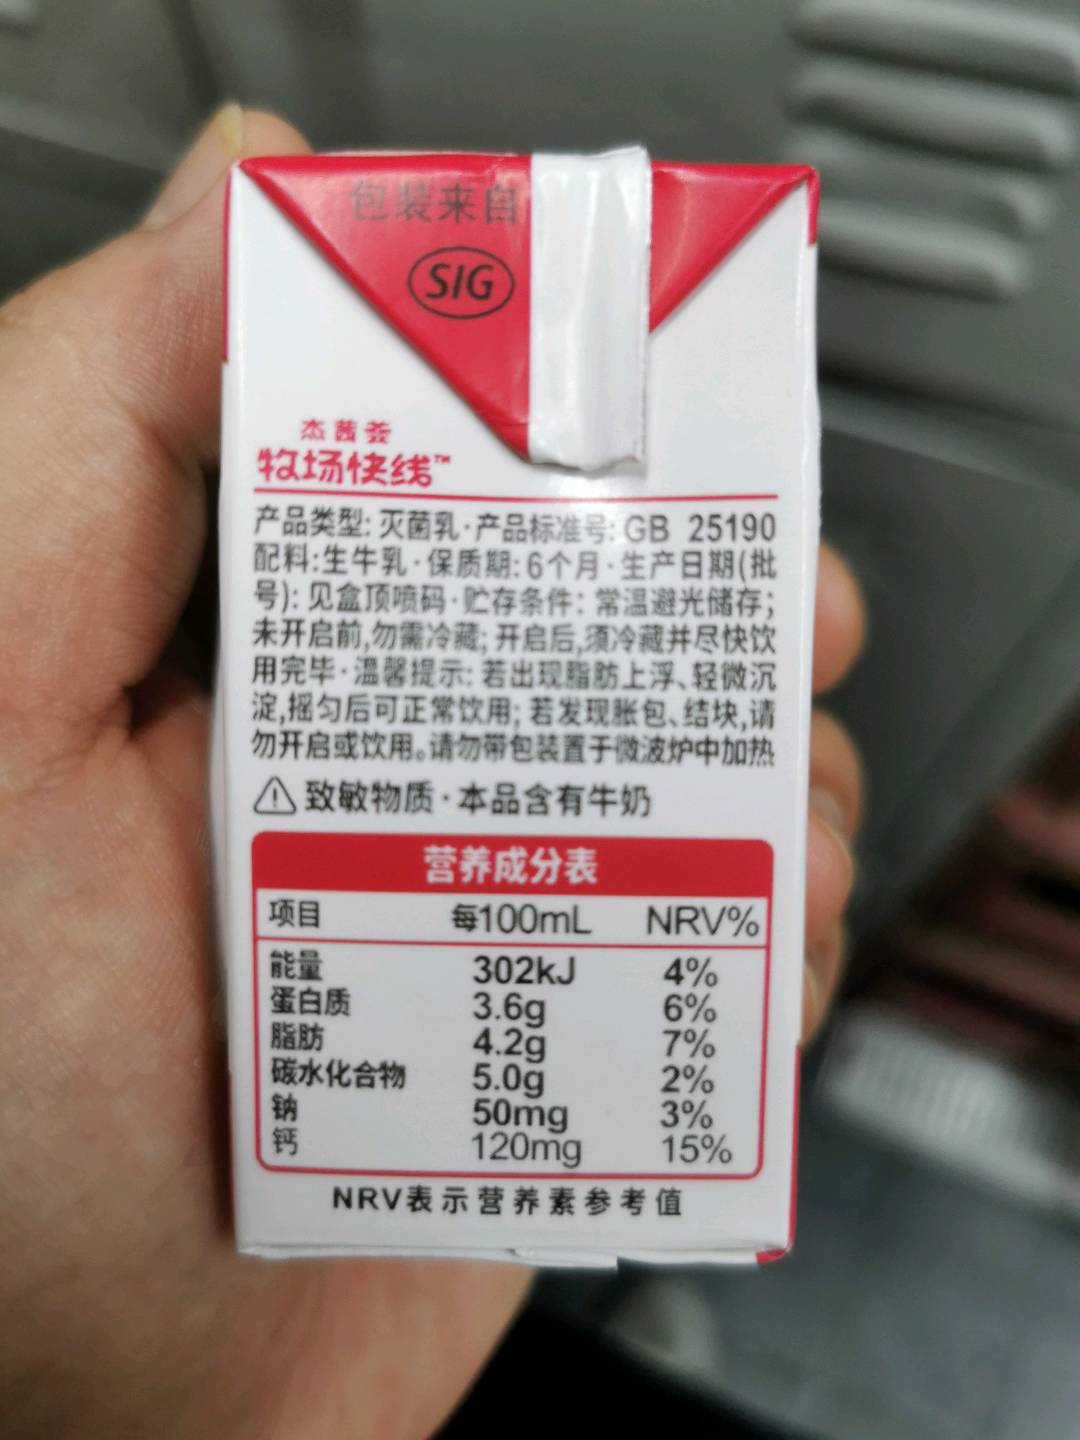 包装来自
SIG
杰茜荟
牧场快线™
产品类型: 灭菌乳·产品标准号: GB 25190
配料:生牛乳·保质期:6个月·生产日期(批
号): 见盒顶喷码·贮存条件: 常温避光储存;
未开启前,勿需冷藏; 开启后,须冷藏并尽快饮
用完毕·温馨提示: 若出现脂肪上浮、轻微沉
淀,摇匀后可正常饮用; 若发现胀包、结块,请
勿开启或饮用。请勿带包装置于微波炉中加热
致敏物质·本品含有牛奶
营养成分表
项目 每100mL NRV%
能量 302kJ 4%
蛋白质 3.6g 6%
脂肪 4.2g 7%
碳水化合物 5.0g 2%
钠 50mg 3%
钙 120mg 15%
NRV表示营养素参考值